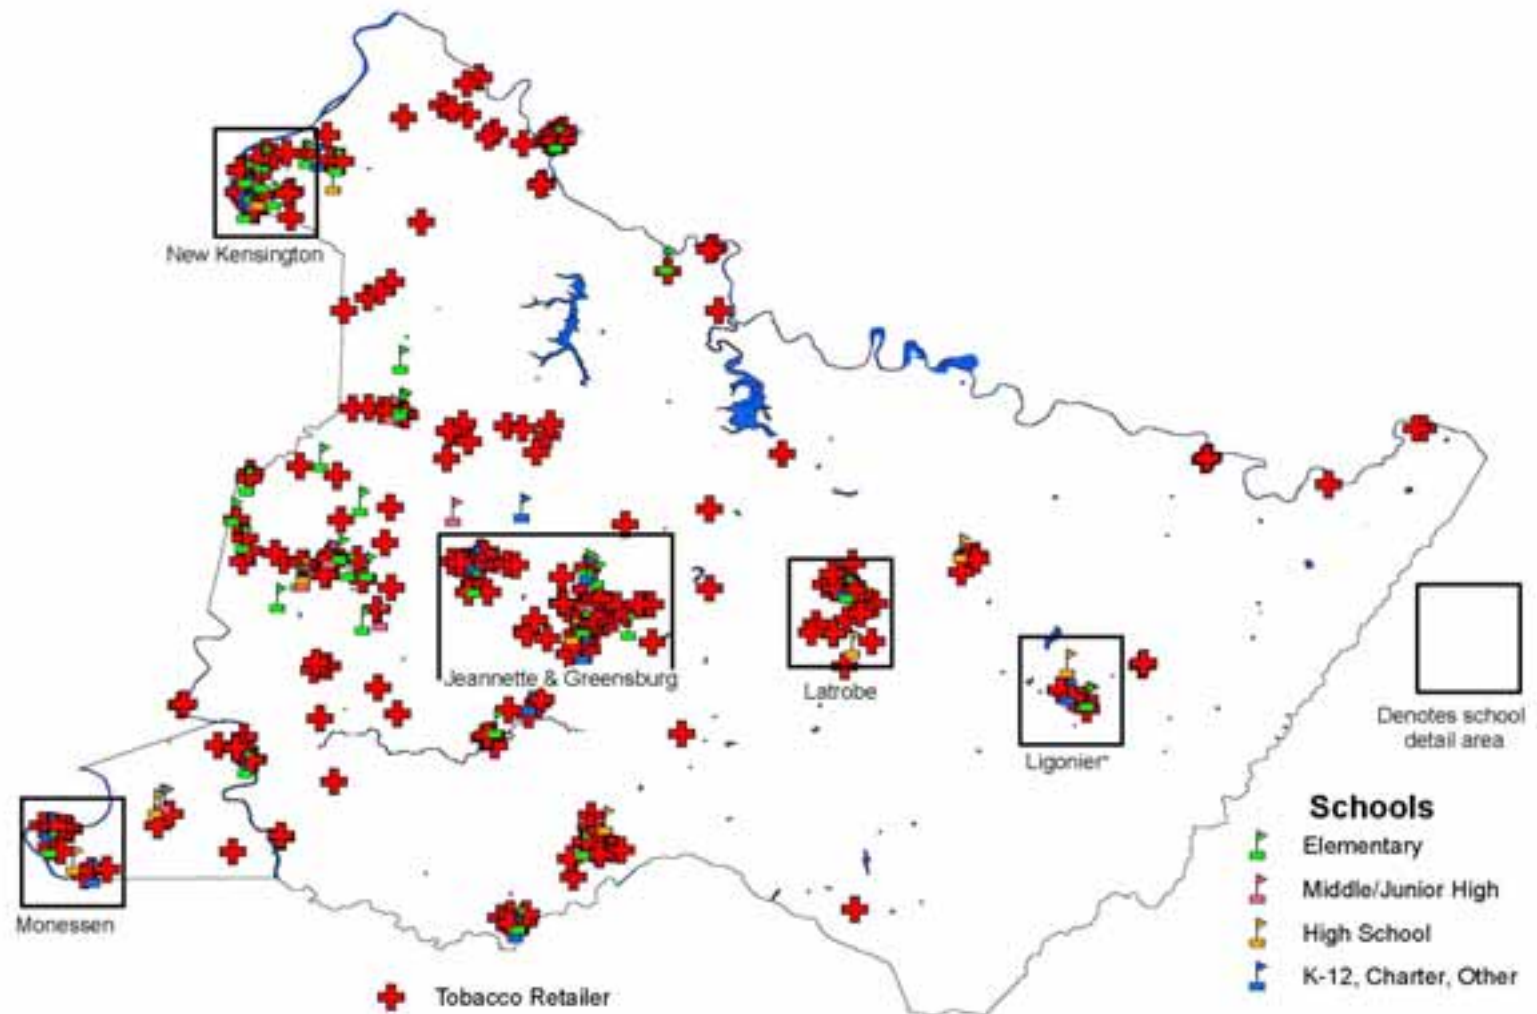 New Kensington
Jeannette & Greensburg
Latrobe
Ligonier*
Denotes school
detail area
Monessen
Schools
Elementary
Middle/Junior High
High School
K-12, Charter, Other
Tobacco Retailer